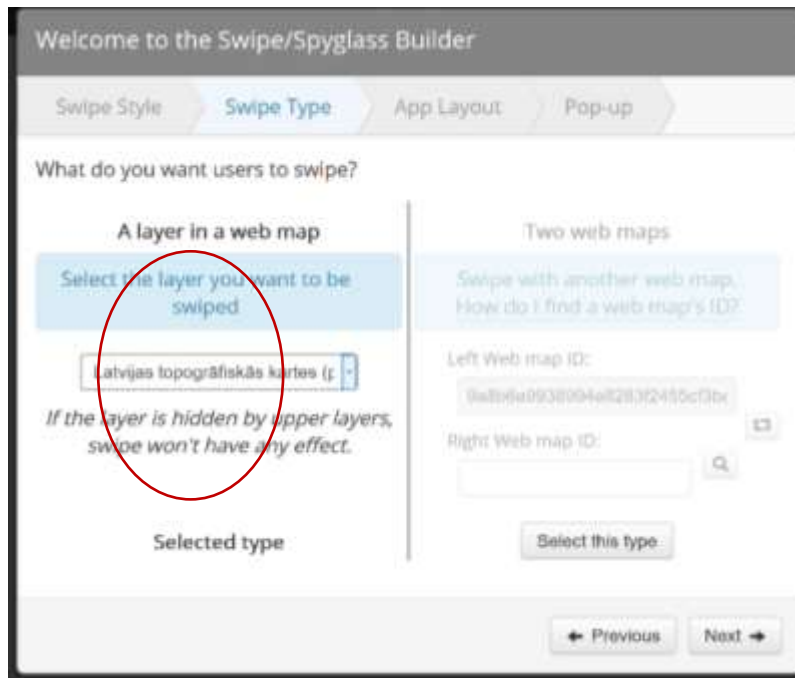 Welcome to the Swipe/Spyglass Builder
Swipe Style
Swipe Type
App Layout
Pop-up
What do you want users to swipe?
A layer in a web map
Select the layer you want to be
swiped
Latvijas topogrāfiskās kartes (p
If the layer is hidden by upper layers,
swipe won't have any effect.
Selected type
Two web maps
Swipe with another web map.
How do I find a web map's ID?
Left Web map ID:
Right Web map ID:
Select this type
Previous
Next